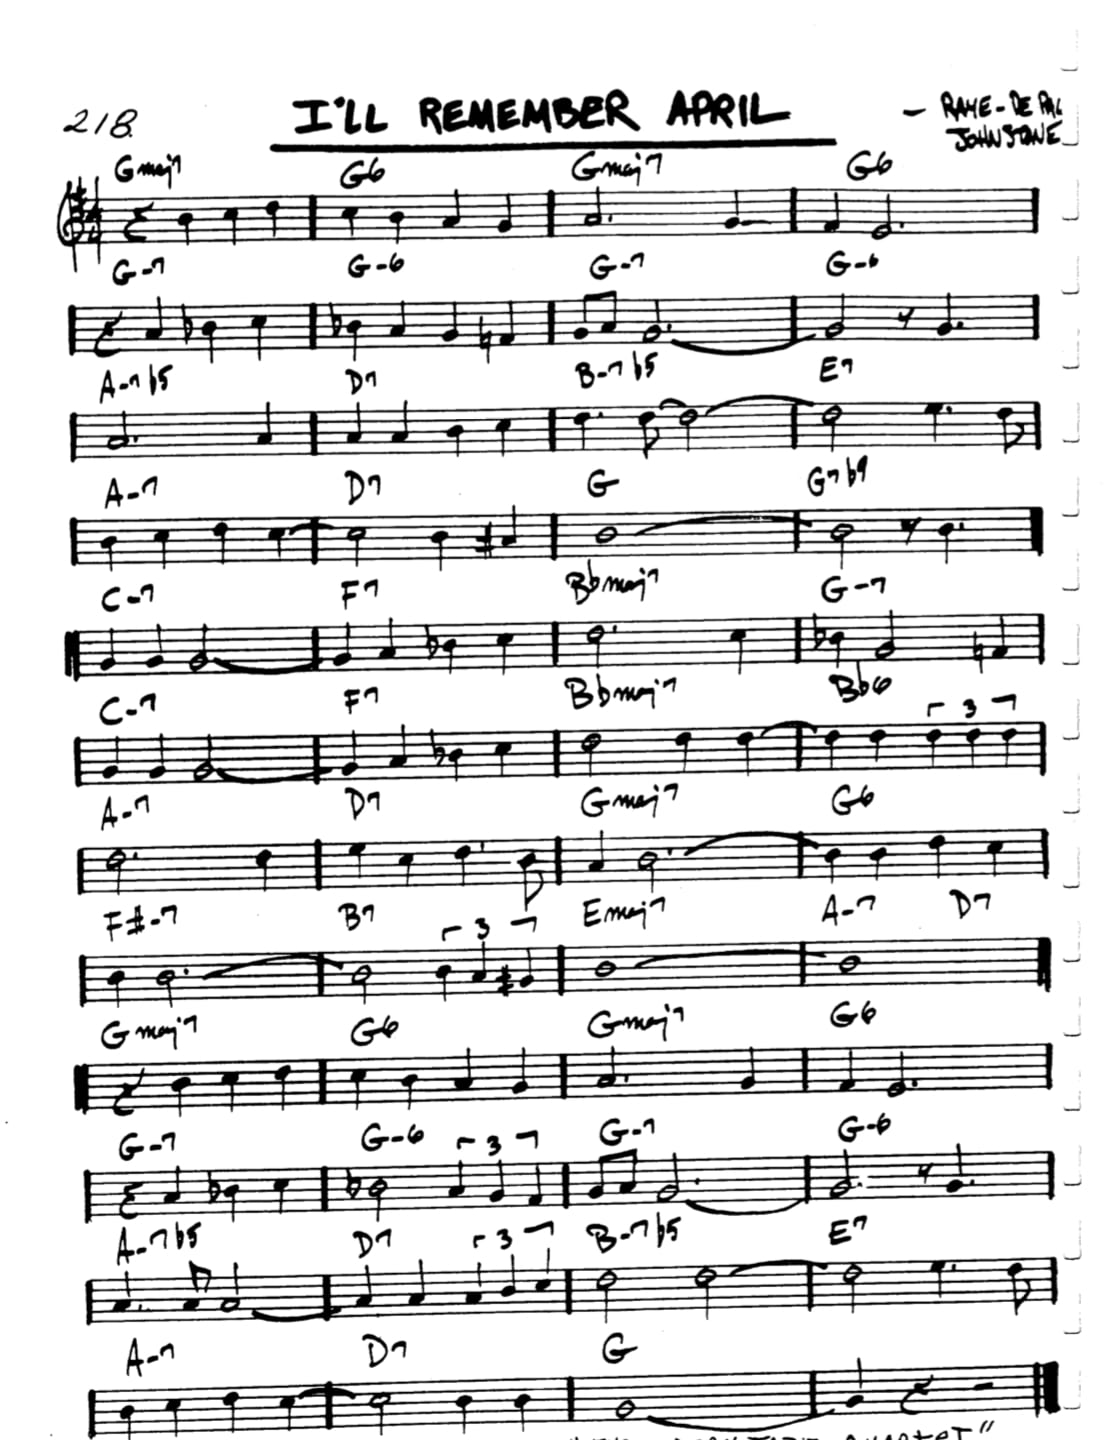 218.
I'LL REMEMBER APRIL
- RAYE - DE PAUL
JOHNSTONE
Gmaj7 G6 Gmaj7 G6
G-7 G-6 G-7 G-6
A-7b5 D7 B-7b5 E7
A-7 D7 G G7b9
C-7 F7 Bbmaj7 G-7
C-7 F7 Bbmaj7 Bb6
3
A-7 D7 Gmaj7 G6
F#-7 B7 Emaj7 A-7 D7
3
Gmaj7 G6 Gmaj7 G6
G-7 G-6 3 G-7 G-6
A-7b5 D7 3 B-7b5 E7
A-7 D7 G
QUARTET"